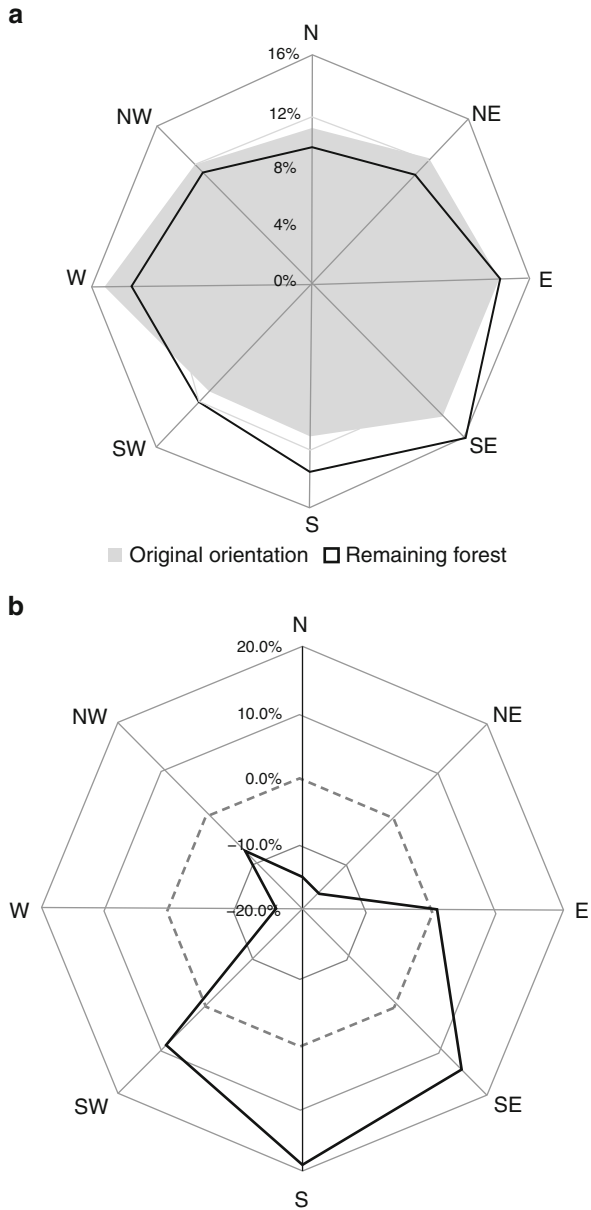 a
N
16%
NW
12%
NE
8%
4%
W
0%
E
SW
SE
S
Original orientation Remaining forest
b
N
20.0%
NW
NE
10.0%
0.0%
−10.0%
W
−20.0%
E
SW
SE
S